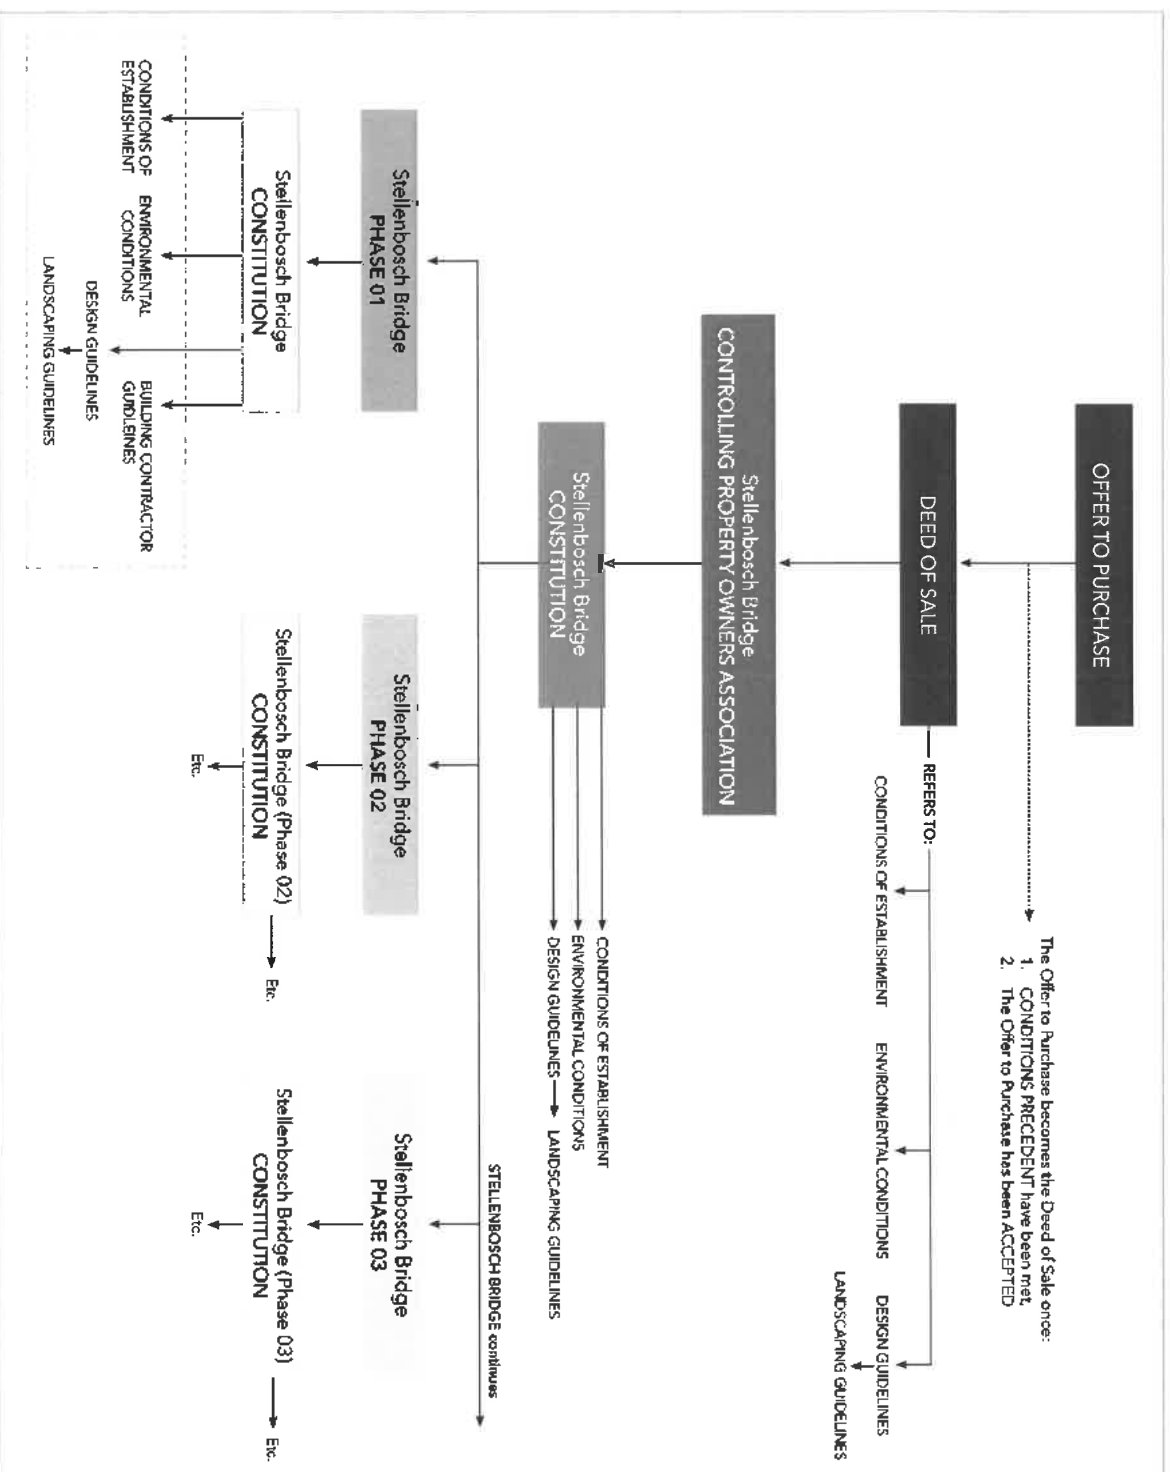 OFFER TO PURCHASE
The Offer to Purchase becomes the Deed of Sale once:
1. CONDITIONS PRECEDENT have been met,
2. The Offer to Purchase has been ACCEPTED
DEED OF SALE
REFERS TO:
CONDITIONS OF ESTABLISHMENT
ENVIRONMENTAL CONDITIONS
DESIGN GUIDELINES
LANDSCAPING GUIDELINES
Stellenbosch Bridge
CONTROLLING PROPERTY OWNERS ASSOCIATION
Stellenbosch Bridge
CONSTITUTION
CONDITIONS OF ESTABLISHMENT
ENVIRONMENTAL CONDITIONS
DESIGN GUIDELINES
LANDSCAPING GUIDELINES
STELLENBOSCH BRIDGE continues
Stellenbosch Bridge
PHASE 01
Stellenbosch Bridge
PHASE 02
Stellenbosch Bridge
PHASE 03
Stellenbosch Bridge
CONSTITUTION
Stellenbosch Bridge (Phase 02)
CONSTITUTION
Etc.
Stellenbosch Bridge (Phase 03)
CONSTITUTION
Etc.
CONDITIONS OF
ESTABLISHMENT
ENVIRONMENTAL
CONDITIONS
BUILDING CONTRACTOR
GUIDLEINES
DESIGN GUIDELINES
LANDSCAPING GUIDELINES
Etc.
Etc.